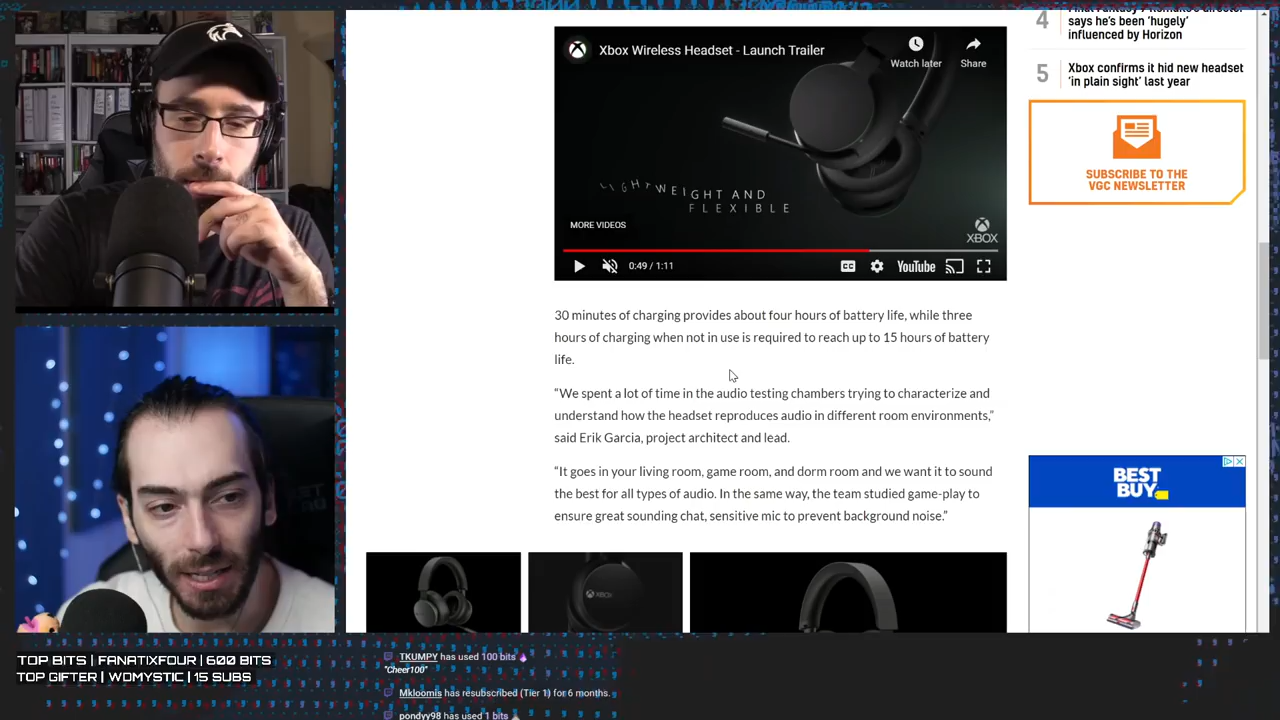 Xbox Wireless Headset - Launch Trailer
Watch later
Share
LIGHTWEIGHT AND
FLEXIBLE
MORE VIDEOS
XBOX
0:49 / 1:11
CC
YouTube
30 minutes of charging provides about four hours of battery life, while three
hours of charging when not in use is required to reach up to 15 hours of battery
life.
“We spent a lot of time in the audio testing chambers trying to characterize and
understand how the headset reproduces audio in different room environments,”
said Erik Garcia, project architect and lead.
“It goes in your living room, game room, and dorm room and we want it to sound
the best for all types of audio. In the same way, the team studied game-play to
ensure great sounding chat, sensitive mic to prevent background noise.”
XBOX
4
says he’s been ‘hugely’
influenced by Horizon
5
Xbox confirms it hid new headset
‘in plain sight’ last year
SUBSCRIBE TO THE
VGC NEWSLETTER
BEST
BUY
TOP BITS | FANATIXFOUR | 600 BITS
TOP GIFTER | WDMYSTIC | 15 SUBS
TKUMPY has used 100 bits
"Cheer100"
Mkloomis has resubscribed (Tier 1) for 6 months.
pondyy98 has used 1 bits